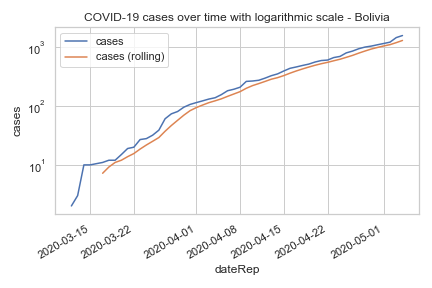 COVID-19 cases over time with logarithmic scale - Bolivia
cases
cases (rolling)
10³
10²
10¹
cases
2020-03-15
2020-03-22
2020-04-01
2020-04-08
2020-04-15
2020-04-22
2020-05-01
dateRep